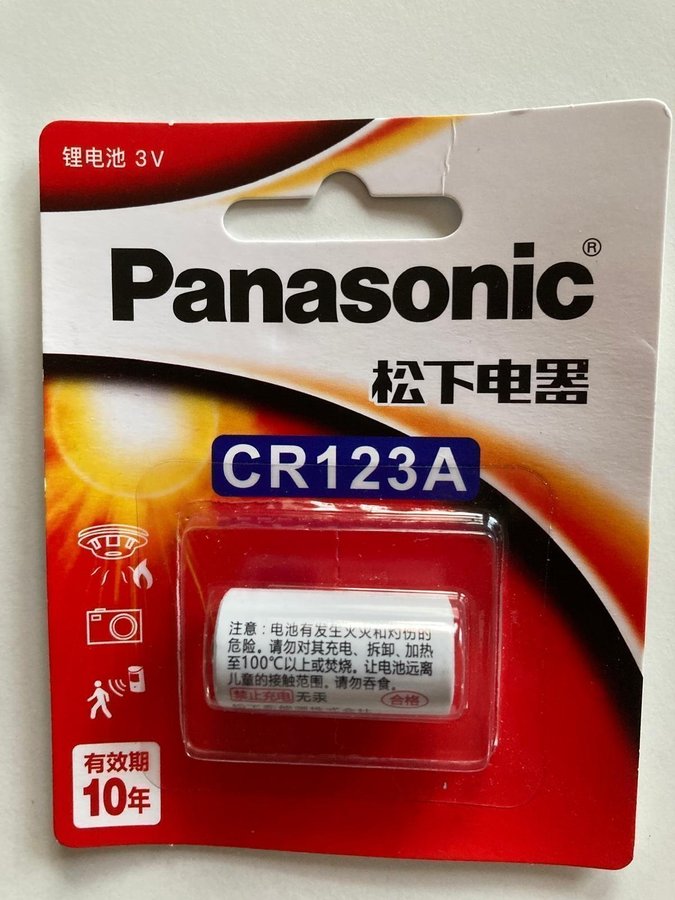 锂电池 3V
Panasonic®
松下电器
CR123A
注意：电池有发生火灾和灼伤的
危险。请勿对其充电、拆卸、加热
至100℃以上或焚烧。让电池远离
儿童的接触范围，请勿吞食。
禁止充电 无汞 合格
有效期
10年